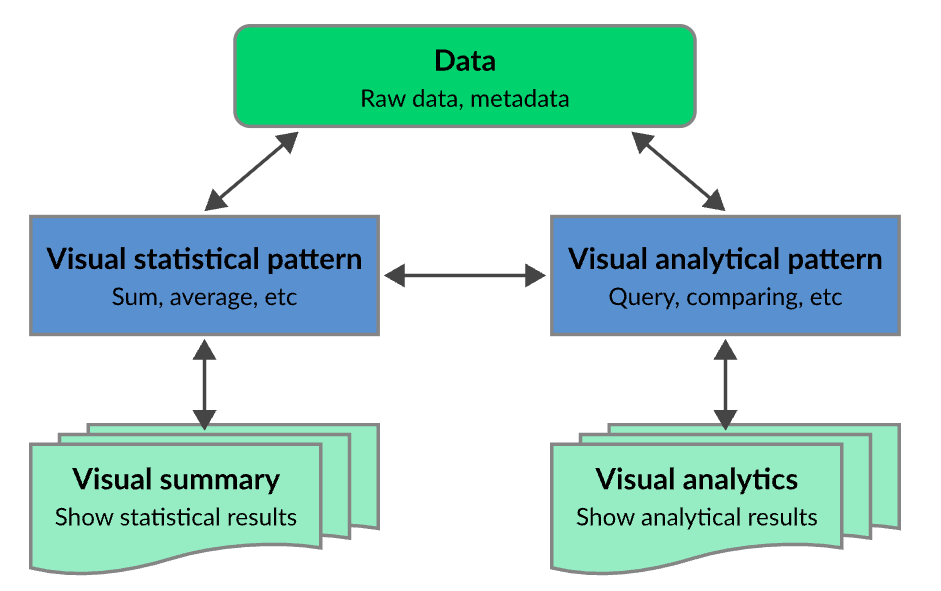 Data
Raw data, metadata
Visual statistical pattern
Sum, average, etc
Visual analytical pattern
Query, comparing, etc
Visual summary
Show statistical results
Visual analytics
Show analytical results